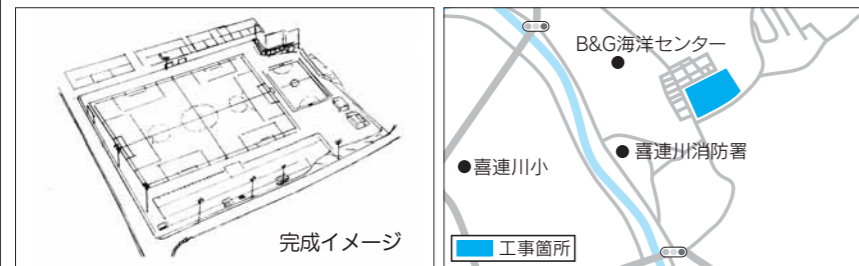 完成イメージ
B&G海洋センター
喜連川消防署
喜連川小
工事箇所